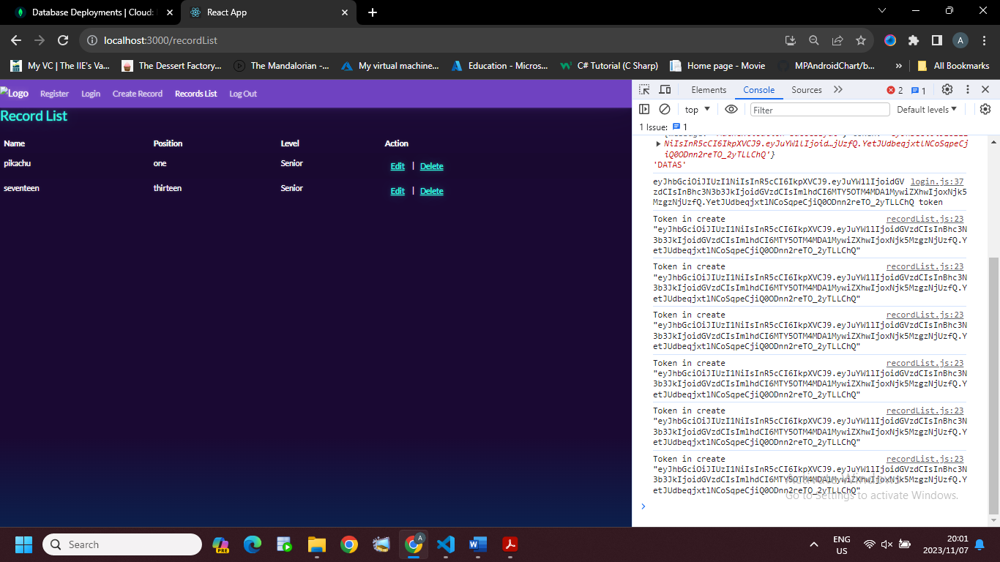 Database Deployments | Cloud:
React App
localhost:3000/recordList
A
My VC | The IIE's Va...
The Dessert Factory...
The Mandalorian -...
My virtual machine...
Education - Micros...
C# Tutorial (C Sharp)
Home page - Movie
MPAndroidChart/b...
»
All Bookmarks
Logo
Register
Login
Create Record
Records List
Log Out
Record List
Name Position Level Action
pikachu one Senior Edit | Delete
seventeen thirteen Senior Edit | Delete
Elements
Console
Sources
2
1
top
Filter
Default levels
1 Issue: 1
NiIsInR5cCI6IkpXVCJ9.eyJuYW1lIjoid…jUzfQ.YetJUdbeqjxtlNCoSqpeCj
iQ0ODnn2reTO_2yTLLChQ'}
'DATAS'
eyJhbGciOiJIUzI1NiIsInR5cCI6IkpXVCJ9.eyJuYW1lIjoidGV login.js:37
zdCIsInBhc3N3b3JkIjoidGVzdCIsImlhdCI6MTY5OTM4MDA1MywiZXhwIjoxNjk5
MzgzNjUzfQ.YetJUdbeqjxtlNCoSqpeCjiQ0ODnn2reTO_2yTLLChQ token
Token in create recordList.js:23
"eyJhbGciOiJIUzI1NiIsInR5cCI6IkpXVCJ9.eyJuYW1lIjoidGVzdCIsInBhc3N
3b3JkIjoidGVzdCIsImlhdCI6MTY5OTM4MDA1MywiZXhwIjoxNjk5MzgzNjUzfQ.Y
etJUdbeqjxtlNCoSqpeCjiQ0ODnn2reTO_2yTLLChQ"
Token in create recordList.js:23
"eyJhbGciOiJIUzI1NiIsInR5cCI6IkpXVCJ9.eyJuYW1lIjoidGVzdCIsInBhc3N
3b3JkIjoidGVzdCIsImlhdCI6MTY5OTM4MDA1MywiZXhwIjoxNjk5MzgzNjUzfQ.Y
etJUdbeqjxtlNCoSqpeCjiQ0ODnn2reTO_2yTLLChQ"
Token in create recordList.js:23
"eyJhbGciOiJIUzI1NiIsInR5cCI6IkpXVCJ9.eyJuYW1lIjoidGVzdCIsInBhc3N
3b3JkIjoidGVzdCIsImlhdCI6MTY5OTM4MDA1MywiZXhwIjoxNjk5MzgzNjUzfQ.Y
etJUdbeqjxtlNCoSqpeCjiQ0ODnn2reTO_2yTLLChQ"
Token in create recordList.js:23
"eyJhbGciOiJIUzI1NiIsInR5cCI6IkpXVCJ9.eyJuYW1lIjoidGVzdCIsInBhc3N
3b3JkIjoidGVzdCIsImlhdCI6MTY5OTM4MDA1MywiZXhwIjoxNjk5MzgzNjUzfQ.Y
etJUdbeqjxtlNCoSqpeCjiQ0ODnn2reTO_2yTLLChQ"
Token in create recordList.js:23
"eyJhbGciOiJIUzI1NiIsInR5cCI6IkpXVCJ9.eyJuYW1lIjoidGVzdCIsInBhc3N
3b3JkIjoidGVzdCIsImlhdCI6MTY5OTM4MDA1MywiZXhwIjoxNjk5MzgzNjUzfQ.Y
etJUdbeqjxtlNCoSqpeCjiQ0ODnn2reTO_2yTLLChQ"
Token in create recordList.js:23
"eyJhbGciOiJIUzI1NiIsInR5cCI6IkpXVCJ9.eyJuYW1lIjoidGVzdCIsInBhc3N
3b3JkIjoidGVzdCIsImlhdCI6MTY5OTM4MDA1MywiZXhwIjoxNjk5MzgzNjUzfQ.Y
etJUdbeqjxtlNCoSqpeCjiQ0ODnn2reTO_2yTLLChQ"
Activate Windows
Go to Settings to activate Windows.
Search
PRE
A
ENG
US
20:01
2023/11/07